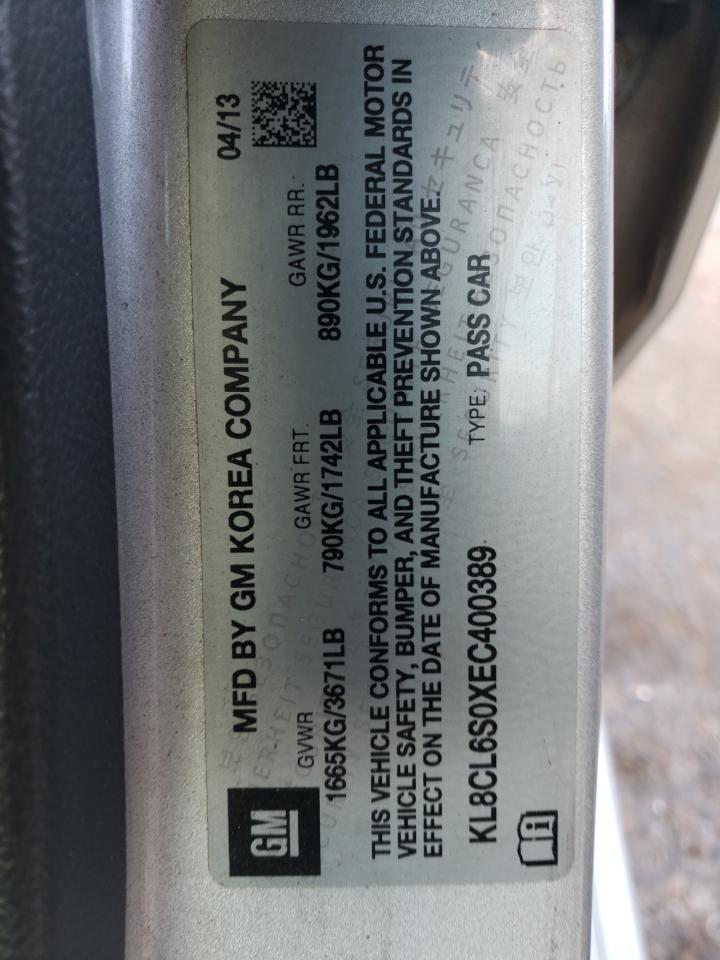 GM
MFD BY GM KOREA COMPANY 04/13
GVWR GAWR FRT. GAWR RR.
1665KG/3671LB 790KG/1742LB 890KG/1962LB
THIS VEHICLE CONFORMS TO ALL APPLICABLE U.S. FEDERAL MOTOR
VEHICLE SAFETY, BUMPER, AND THEFT PREVENTION STANDARDS IN
EFFECT ON THE DATE OF MANUFACTURE SHOWN ABOVE.
KL8CL6S0XEC400389 TYPE: PASS CAR